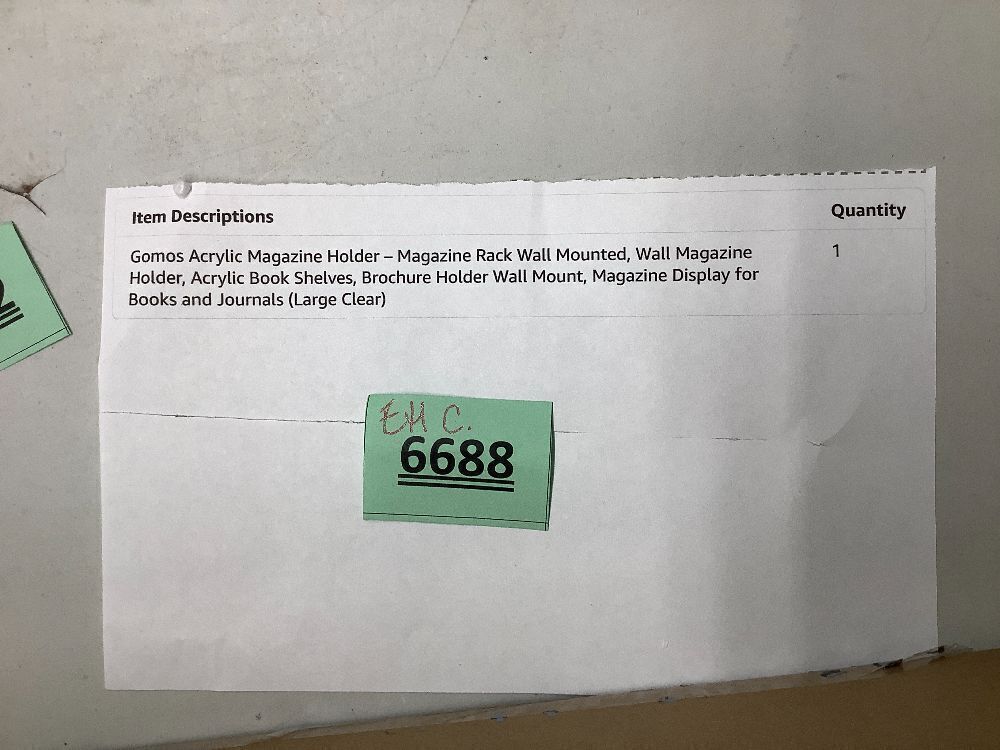 Item Descriptions Quantity
Gomos Acrylic Magazine Holder – Magazine Rack Wall Mounted, Wall Magazine 1
Holder, Acrylic Book Shelves, Brochure Holder Wall Mount, Magazine Display for
Books and Journals (Large Clear)
2
EH C.
6688